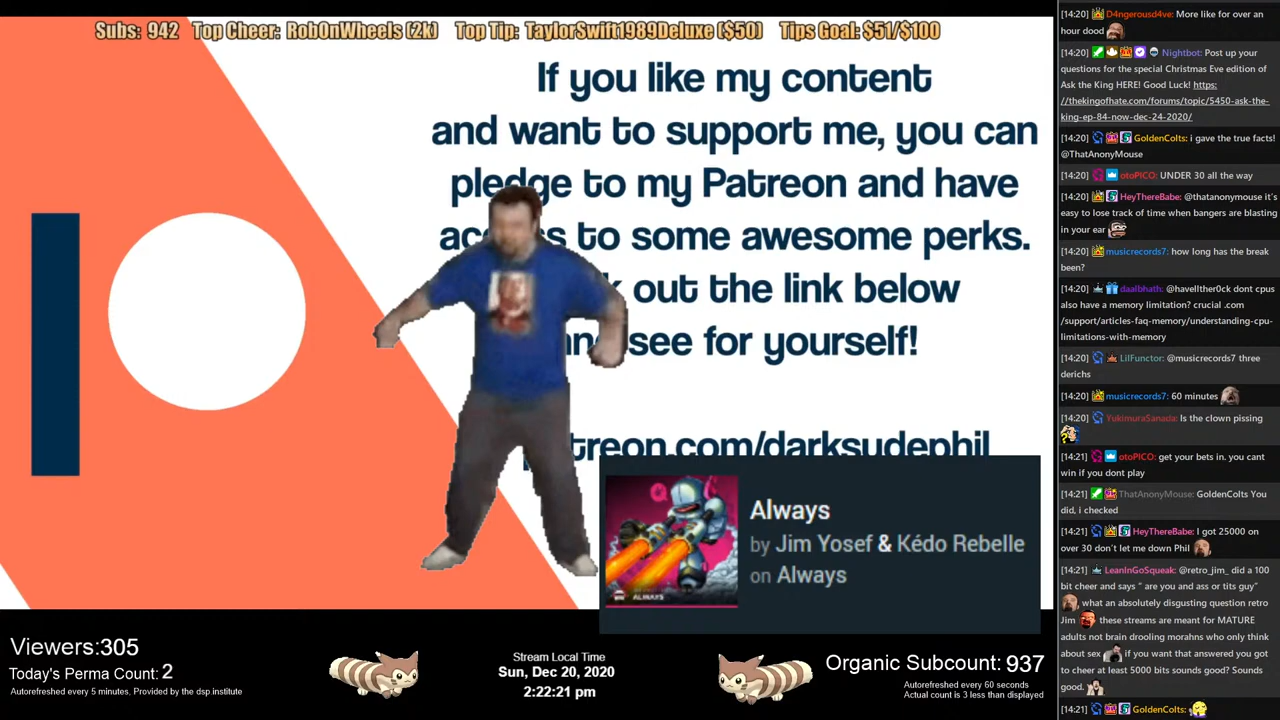 Subs: 942 Top Cheer: RobOnWheels (2k) Top Tip: TaylorSwift1989Deluxe ($50) Tips Goal: $51/$100
If you like my content
and want to support me, you can
pledge to my Patreon and have
to some awesome perks.
out the link below
see for yourself!
treon.com/darksydephil
ALWAYS
Always
by Jim Yosef & Kédo Rebelle
on Always
Viewers:305
Today's Perma Count: 2
Autorefreshed every 5 minutes, Provided by the dsp institute
Stream Local Time
Sun, Dec 20, 2020
2:22:21 pm
Organic Subcount: 937
Autorefreshed every 60 seconds
Actual count is 3 less than displayed
[14:20] D4ngerousd4ve: More like for over an
hour dood
[14:20] Nightbot: Post up your
questions for the special Christmas Eve edition of
Ask the King HERE! Good Luck! https:
//thekingofhate.com/forums/topic/5450-ask-the-
king-ep-84-now-dec-24-2020/
[14:20] GoldenColts: i gave the true facts!
@ThatAnonyMouse
[14:20] otoPICO: UNDER 30 all the way
[14:20] HeyThereBabe: @thatanonymouse it's
easy to lose track of time when bangers are blasting
in your ear
[14:20] musicrecords7: how long has the break
been?
[14:20] daalbhath: @havellther0ck dont cpus
also have a memory limitation? crucial .com
/support/articles-faq-memory/understanding-cpu-
limitations-with-memory
[14:20] LilFunctor: @musicrecords7 three
derichs
[14:20] musicrecords7: 60 minutes
[14:20] YukimuraSanada: Is the clown pissing
[14:21] otoPICO: get your bets in, you cant
win if you dont play
[14:21] ThatAnonyMouse: GoldenColts You
did, i checked
[14:21] HeyThereBabe: I got 25000 on
over 30 don't let me down Phil
[14:21] LeanInGoSqueak: @retro_jim_ did a 100
bit cheer and says " are you and ass or tits guy"
what an absolutely disgusting question retro
Jim these streams are meant for MATURE
adults not brain drooling morahns who only think
about sex if you want that answered you got
to cheer at least 5000 bits sounds good? Sounds
good.
[14:21] GoldenColts: